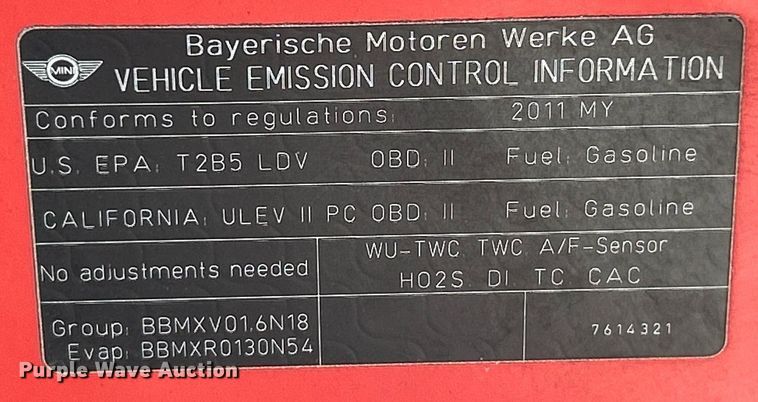 Bayerische Motoren Werke AG
MINI
VEHICLE EMISSION CONTROL INFORMATION
Conforms to regulations: 2011 MY
U.S. EPA: T2B5 LDV OBD: II Fuel: Gasoline
CALIFORNIA: ULEV II PC OBD: II Fuel: Gasoline
No adjustments needed
WU-TWC, TWC, A/F-Sensor
HO2S, DI, TC, CAC
Group: BBMXV01.6N18
Evap: BBMXR0130N54
7614321
Purple Wave Auction